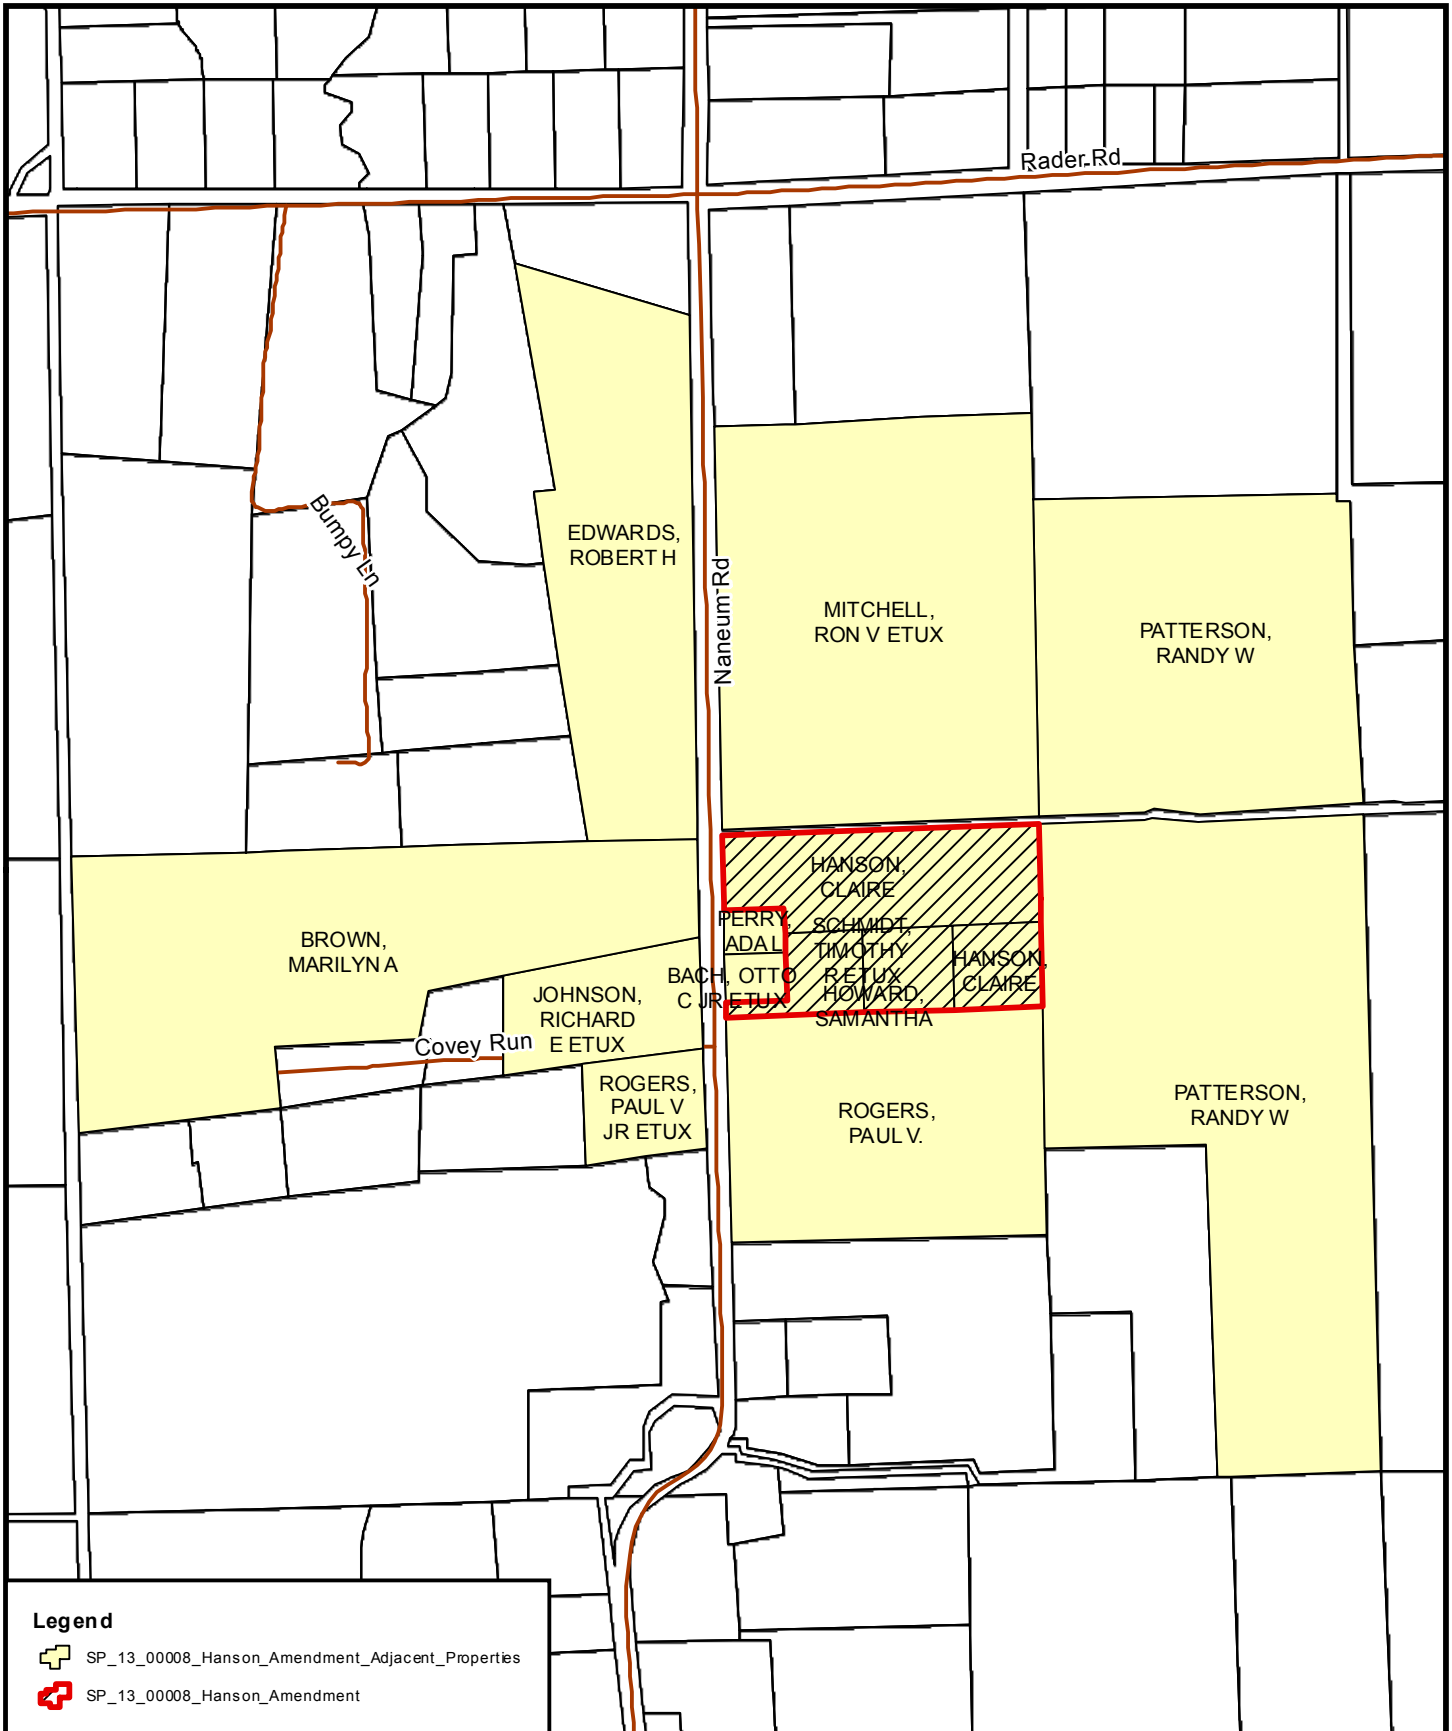 Rader Rd
Bumpy Ln
EDWARDS,
ROBERT H
Naneum Rd
MITCHELL,
RON V ETUX
PATTERSON,
RANDY W
HANSON,
CLAIRE
PERRY,
ADA L
SCHMIDT,
TIMOTHY
R ETUX
HANSON,
CLAIRE
BROWN,
MARILYN A
BACH, OTTO
C JR ETUX
HOWARD,
SAMANTHA
JOHNSON,
RICHARD
E ETUX
Covey Run
ROGERS,
PAUL V
JR ETUX
ROGERS,
PAUL V.
PATTERSON,
RANDY W
Legend
SP_13_00008_Hanson_Amendment_Adjacent_Properties
SP_13_00008_Hanson_Amendment